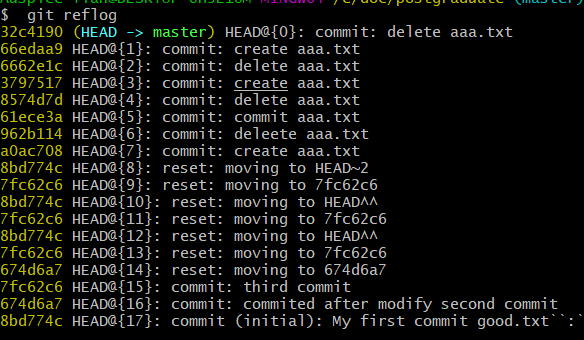 $ git reflog
32c4190 (HEAD -> master) HEAD@{0}: commit: delete aaa.txt
66edaa9 HEAD@{1}: commit: create aaa.txt
6662e1c HEAD@{2}: commit: delete aaa.txt
3797517 HEAD@{3}: commit: create aaa.txt
8574d7d HEAD@{4}: commit: delete aaa.txt
61ece3a HEAD@{5}: commit: commit aaa.txt
962b114 HEAD@{6}: commit: deleete aaa.txt
a0ac708 HEAD@{7}: commit: create aaa.txt
8bd774c HEAD@{8}: reset: moving to HEAD~2
7fc62c6 HEAD@{9}: reset: moving to 7fc62c6
8bd774c HEAD@{10}: reset: moving to HEAD^^
7fc62c6 HEAD@{11}: reset: moving to 7fc62c6
8bd774c HEAD@{12}: reset: moving to HEAD^^
7fc62c6 HEAD@{13}: reset: moving to 7fc62c6
674d6a7 HEAD@{14}: reset: moving to 674d6a7
7fc62c6 HEAD@{15}: commit: third commit
674d6a7 HEAD@{16}: commit: commited after modify second commit
8bd774c HEAD@{17}: commit (initial): My first commit good.txt``:`